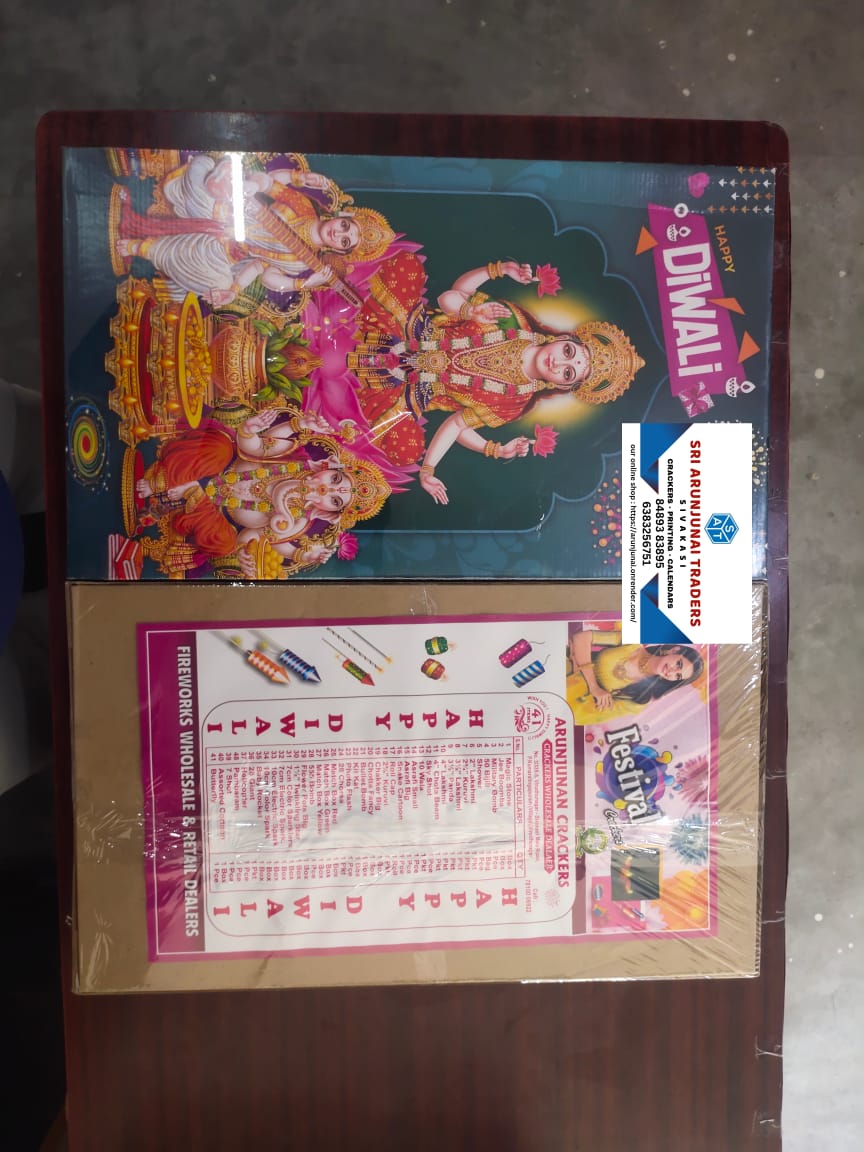 HAPPY
DiWALi
S
A T
SRI ARUNJUNAI TRADERS
SIVAKASI
CRACKERS - PRINTING - CALENDARS
84893 83895
6383256751
our online shop : https://arunjunai.onrender.com/
Festival
Crackers
ARUNJUNAN CRACKERS
CRACKERS WHOLESALE DEALAER
41
ITEMS
Call :
78100 06922
S.No. PARTICULARS QTY
1 Magic Stone 1 Box
2 Jee Boomba 1 Box
3 Military Bomb 1 Pce
4 50 Bijili 1 Bag
5 Shower 1 Pce
6 2" Lakshmi 1 Pkt
7 2¾" Kuruvi 1 Pkt
8 3½" Lakshmi 1 Pkt
9 3½" Panda 1 Pkt
10 4" Lakshmi 1 Pkt
11 4" Chota Beam 1 Pkt
12 Sky Shot 1 Pce
13 10 Wala 1 Pkt
14 Asrafi Small 1 Pce
15 Asrafi Big 1 Pce
16 Snake Cartoon 1 Pce
17 Roll Cap 1 Roll
18 2¾" Kuruvi 1 Pkt
19 Chakker Big 1 Box
20 Chotta Fancy 1 Box
21 Bullet Bomb 1 Box
22 Kit Kat 1 Box
23 Photo Flash 1 Pce
24 28 Chorsa 1 Pkt
25 Match Box Red 1 Box
26 Match Box Green 1 Box
27 Match Box Yellow 1 Box
28 555 Bomb 1 Pce
29 Flower Pots Big 1 Box
30 1½" Twinkling Star 1 Box
31 7cm Color Sparklers 1 Box
32 7cm Electric Spark. 1 Box
33 10cm Electric Spark 1 Box
34 10cm Color Spark 1 Box
35 Baby Rocket 1 Box
36 28 Giant 1 Pkt
37 Helicopter 1 Pce
48 Pambaram 1 Pce
39 7 Shot 1 Pce
40 Assorted Cartoon 1 Box
41 Butterfly 1 Pce
HAPPY DIWALI
HAPPY DIWALI
FIREWORKS WHOLESALE & RETAIL DEALERS